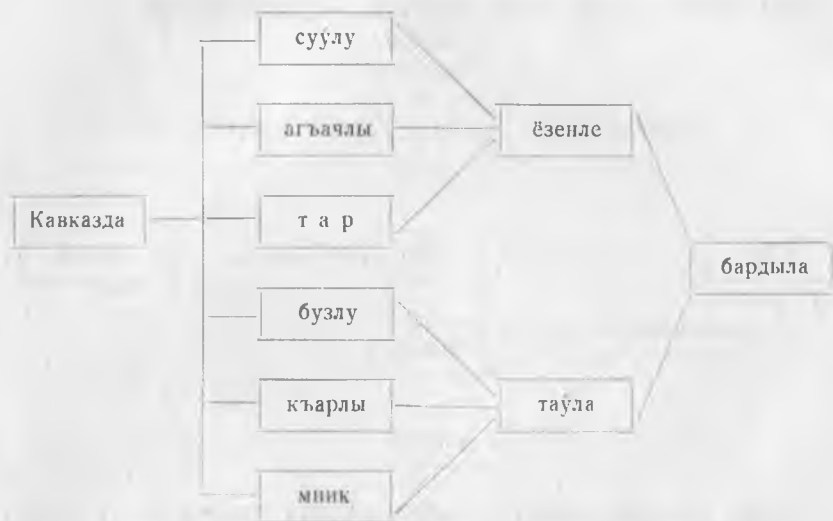 суўлу
агъачлы
ёзенле
Кавказда
т а р
бардыла
бузлу
къарлы
таўла
мийик